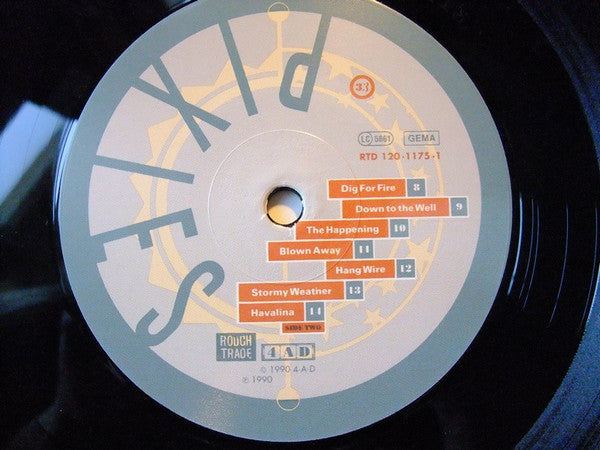 PIXIES
33
LC 5861 GEMA
RTD 120·1175·1
Dig For Fire 8
Down to the Well 9
The Happening 10
Blown Away 11
Hang Wire 12
Stormy Weather 13
Havalina 14
SIDE TWO
ROUGH
TRADE
4AD
© 1990 4·A·D
℗ 1990